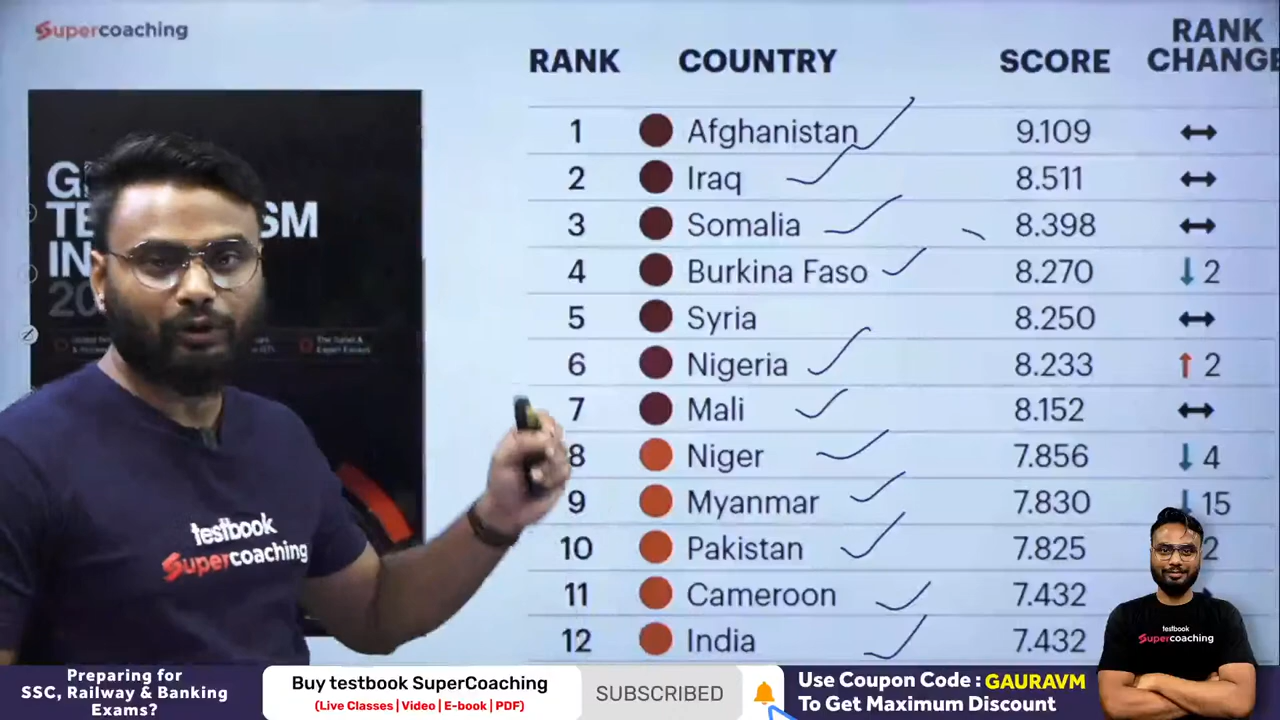 Supercoaching
RANK COUNTRY SCORE RANK CHANGE
1 Afghanistan 9.109 ↔
2 Iraq 8.511 ↔
3 Somalia 8.398 ↔
4 Burkina Faso 8.270 ↓ 2
5 Syria 8.250 ↔
6 Nigeria 8.233 ↑ 2
7 Mali 8.152 ↔
8 Niger 7.856 ↓ 4
9 Myanmar 7.830 ↓ 15
10 Pakistan 7.825 2
11 Cameroon 7.432
12 India 7.432
testbook
Supercoaching
testbook
Supercoaching
Preparing for
SSC, Railway & Banking
Exams?
Buy testbook SuperCoaching
(Live Classes | Video | E-book | PDF)
SUBSCRIBED
Use Coupon Code : GAURAVM
To Get Maximum Discount